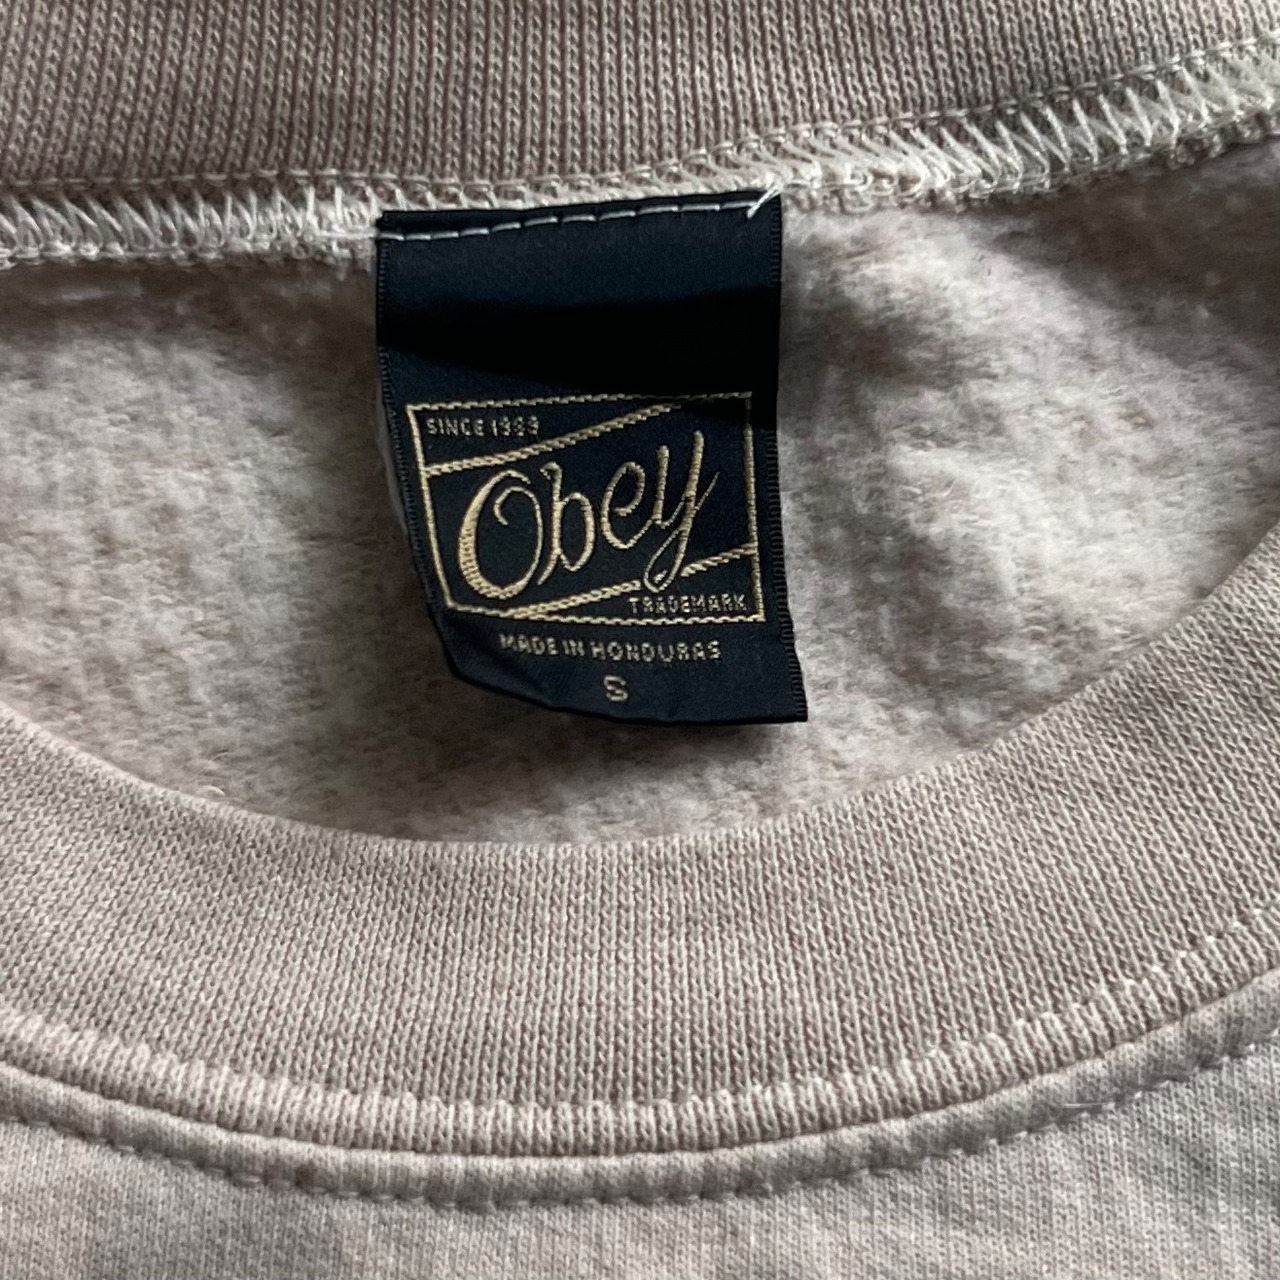 SINCE 1989
Obey
TRADEMARK
MADE IN HONDURAS
S